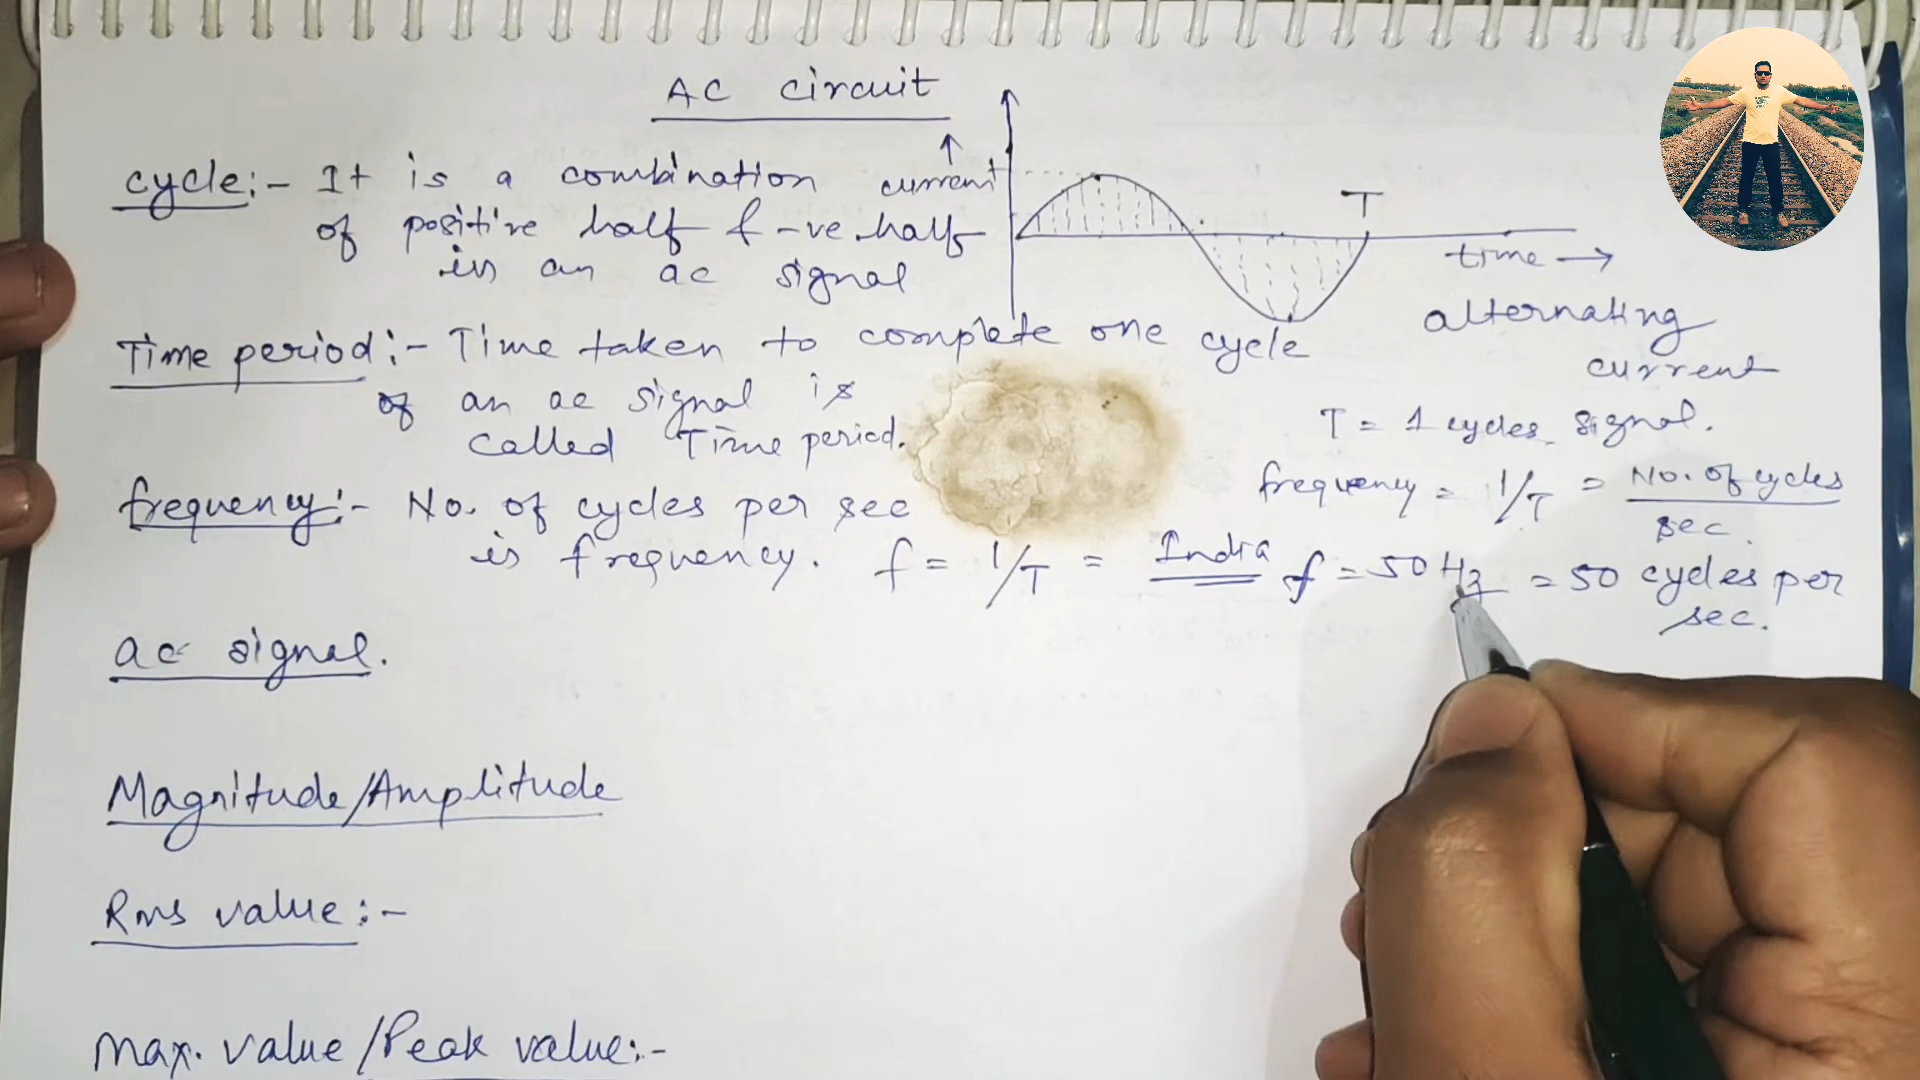 AC circuit
cycle:- It is a combination
of positive half & -ve half
in an ac signal
↑
current
T
time →
alternating
current
Time period:- Time taken to complete one cycle
of an ac signal is
called Time period.
T = 1 cycles signal.
frequency = 1/T = No. of cycles
sec.
frequency:- No. of cycles per sec
is frequency. f = 1/T = India f = 50 Hz = 50 cycles per
sec.
ac signal.
Magnitude/Amplitude
Rms value:-
Max. value/Peak value:-